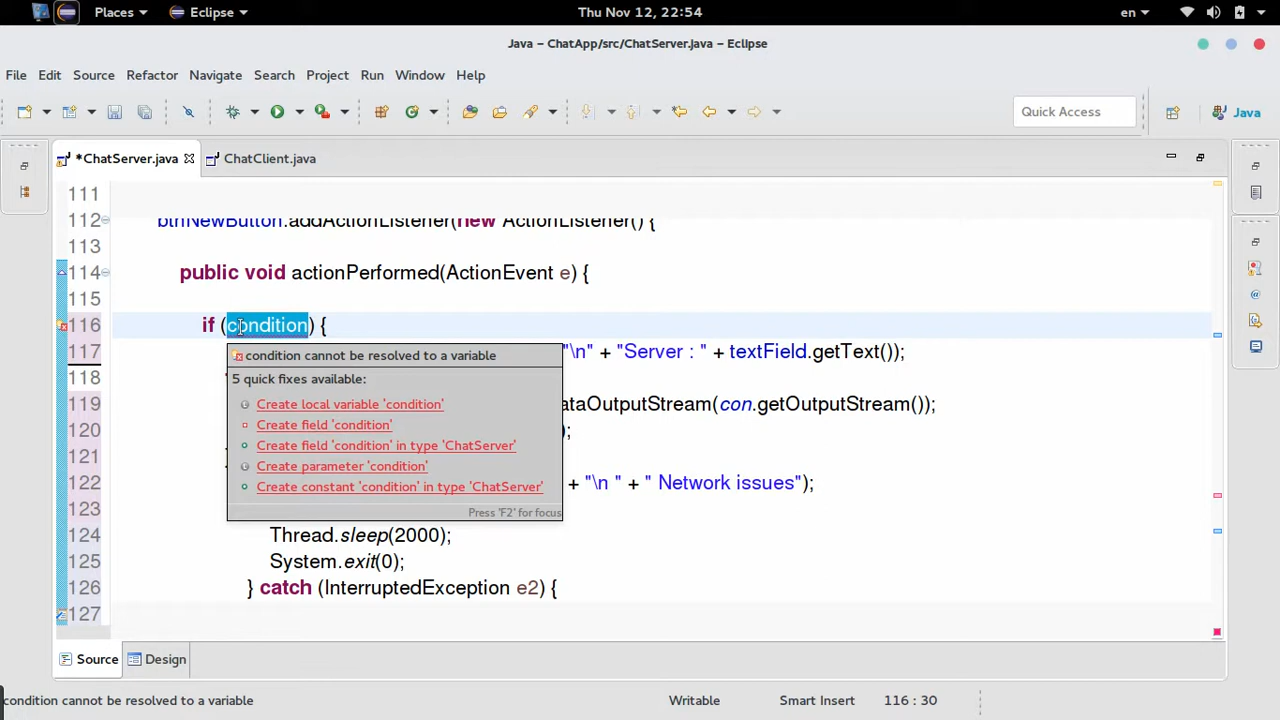 Places Eclipse Thu Nov 12, 22:54 en
Java – ChatApp/src/ChatServer.java – Eclipse
File Edit Source Refactor Navigate Search Project Run Window Help
Quick Access Java
*ChatServer.java ChatClient.java
111
112 btnNewButton.addActionListener(new ActionListener() {
113
114 public void actionPerformed(ActionEvent e) {
115
116 if (condition) {
117 "\n" + "Server : " + textField.getText());
condition cannot be resolved to a variable
118
5 quick fixes available:
119 ataOutputStream(con.getOutputStream());
Create local variable 'condition'
Create field 'condition'
120 );
Create field 'condition' in type 'ChatServer'
121
Create parameter 'condition'
122 + "\n " + " Network issues");
Create constant 'condition' in type 'ChatServer'
123
Press 'F2' for focus
124 Thread.sleep(2000);
125 System.exit(0);
126 } catch (InterruptedException e2) {
127
Source Design
condition cannot be resolved to a variable Writable Smart Insert 116 : 30